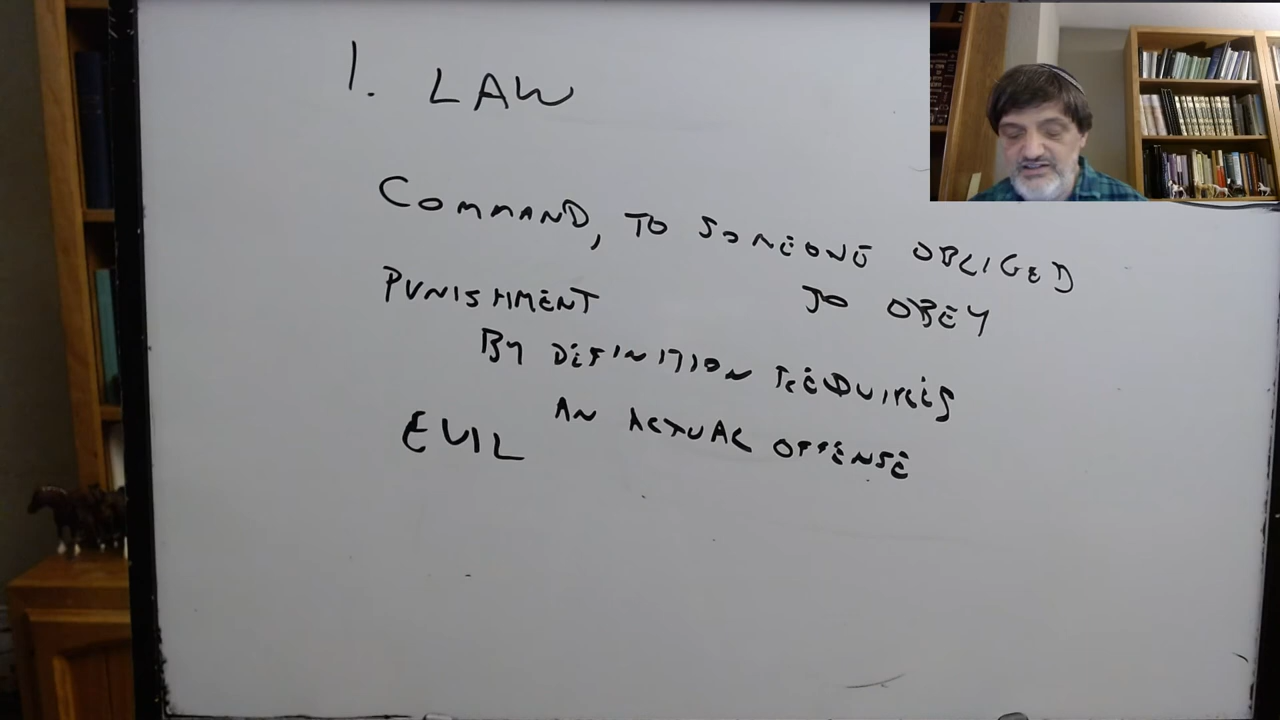 1. LAW
COMMAND, TO SOMEONE OBLIGED
TO OBEY
PUNISHMENT
BY DEFINITION REQUIRES
AN ACTUAL OFFENSE
EVIL